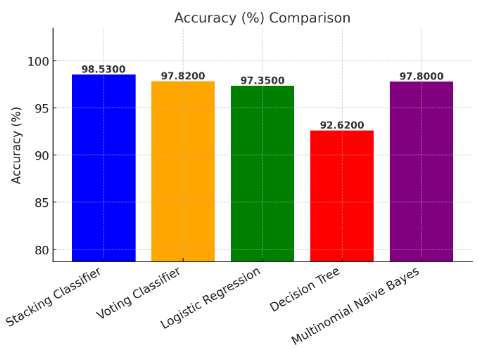 Accuracy (%) Comparison
Accuracy (%)
100
95
90
85
80
98.5300
97.8200
97.3500
92.6200
97.8000
Stacking Classifier
Voting Classifier
Logistic Regression
Decision Tree
Multinomial Naïve Bayes